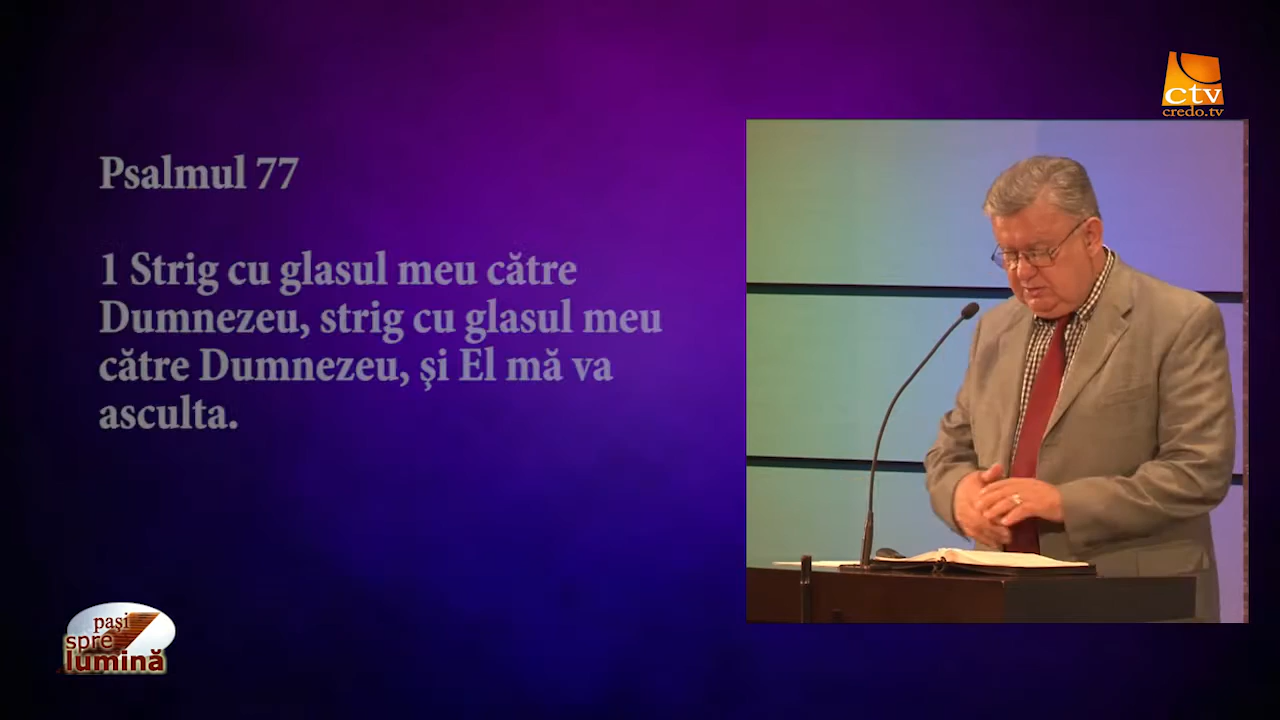 ctv
credo.tv
Psalmul 77
1 Strig cu glasul meu către
Dumnezeu, strig cu glasul meu
către Dumnezeu, şi El mă va
asculta.
paşi
spre
lumină